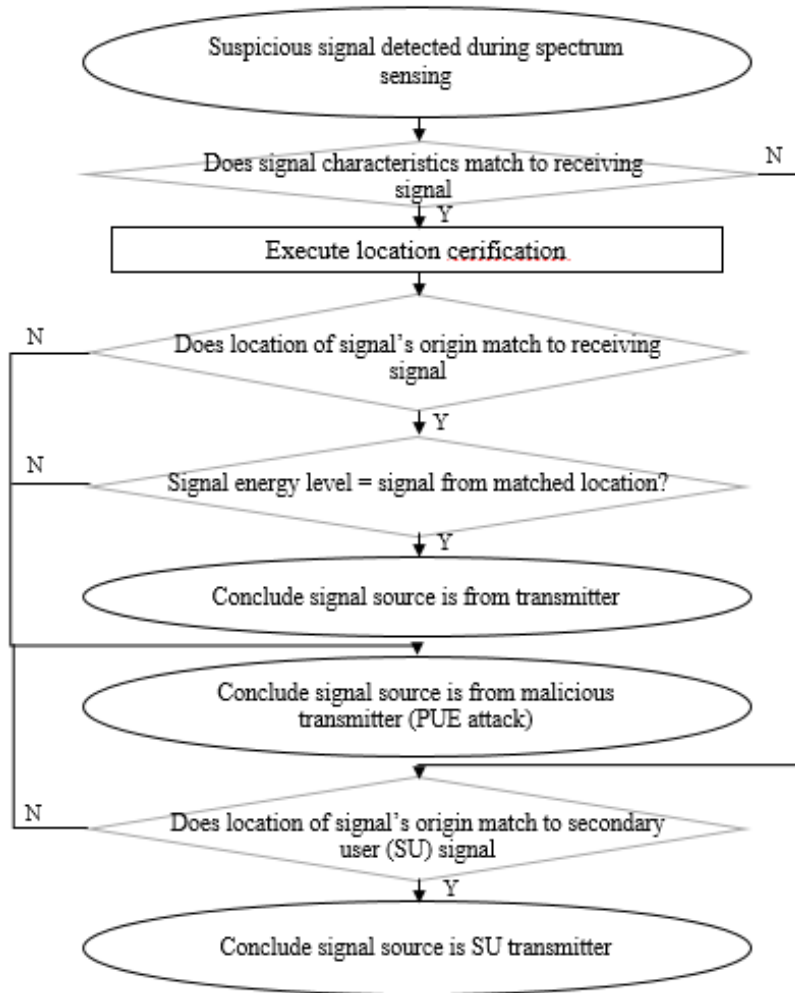 Suspicious signal detected during spectrum
sensing
N
Does signal characteristics match to receiving
signal
Y
Execute location cerification
N
Does location of signal's origin match to receiving
signal
Y
N
Signal energy level = signal from matched location?
Y
Conclude signal source is from transmitter
Conclude signal source is from malicious
transmitter (PUE attack)
N
Does location of signal's origin match to secondary
user (SU) signal
Y
Conclude signal source is SU transmitter